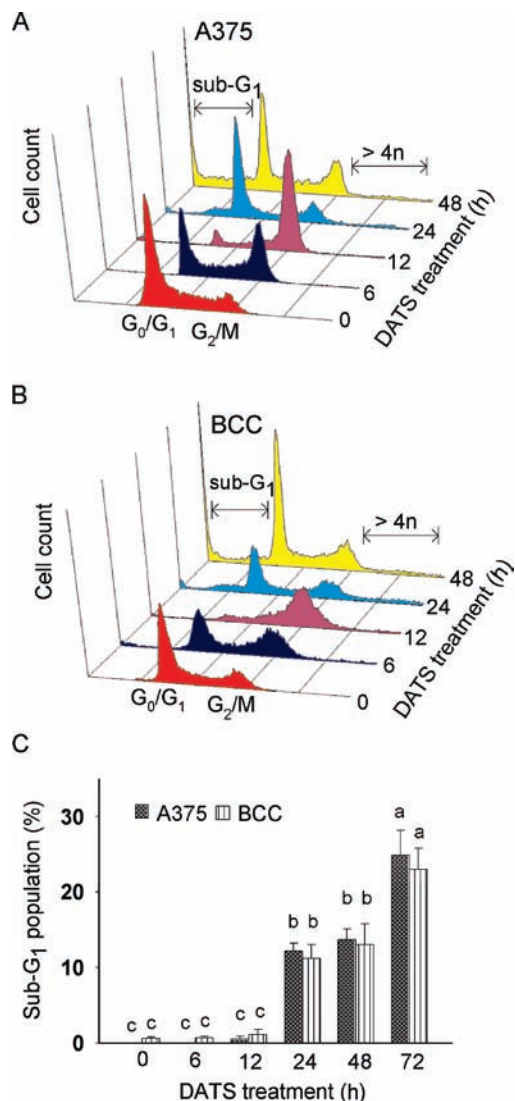 A
A375
sub-G1
> 4n
Cell count
48
24
12
6
0
DATS treatment (h)
G0/G1 G2/M
B
BCC
sub-G1
> 4n
Cell count
48
24
12
6
0
DATS treatment (h)
G0/G1 G2/M
C
Sub-G1 population (%)
30
20
10
0
A375 BCC
c c c c c c b b b b a a
0 6 12 24 48 72
DATS treatment (h)